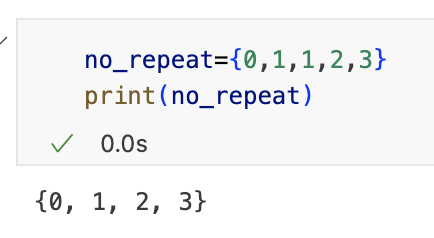 no_repeat={0,1,1,2,3}
print(no_repeat)
0.0s
{0, 1, 2, 3}